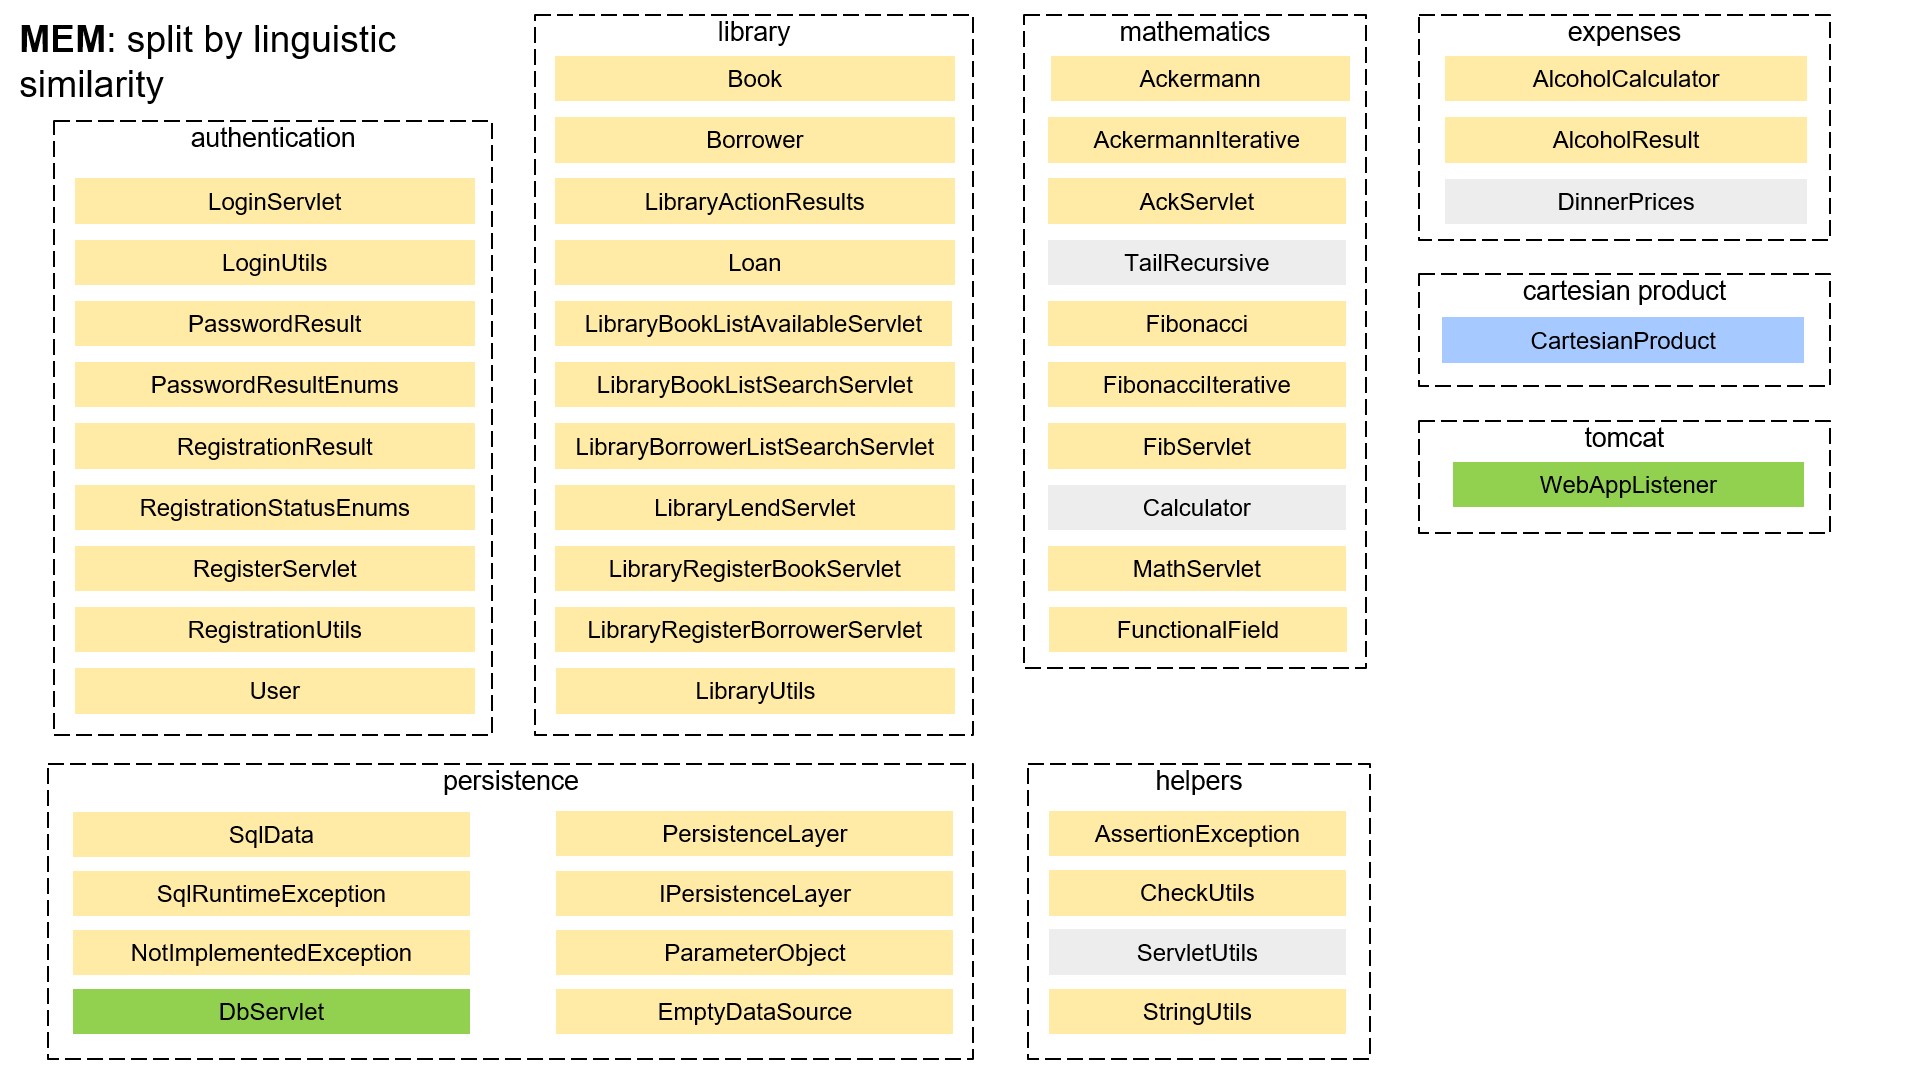 MEM: split by linguistic
similarity
authentication
LoginServlet
LoginUtils
PasswordResult
PasswordResultEnums
RegistrationResult
RegistrationStatusEnums
RegisterServlet
RegistrationUtils
User
library
Book
Borrower
LibraryActionResults
Loan
LibraryBookListAvailableServlet
LibraryBookListSearchServlet
LibraryBorrowerListSearchServlet
LibraryLendServlet
LibraryRegisterBookServlet
LibraryRegisterBorrowerServlet
LibraryUtils
mathematics
Ackermann
AckermannIterative
AckServlet
TailRecursive
Fibonacci
FibonacciIterative
FibServlet
Calculator
MathServlet
FunctionalField
expenses
AlcoholCalculator
AlcoholResult
DinnerPrices
cartesian product
CartesianProduct
tomcat
WebAppListener
persistence
SqlData
SqlRuntimeException
NotImplementedException
DbServlet
PersistenceLayer
IPersistenceLayer
ParameterObject
EmptyDataSource
helpers
AssertionException
CheckUtils
ServletUtils
StringUtils